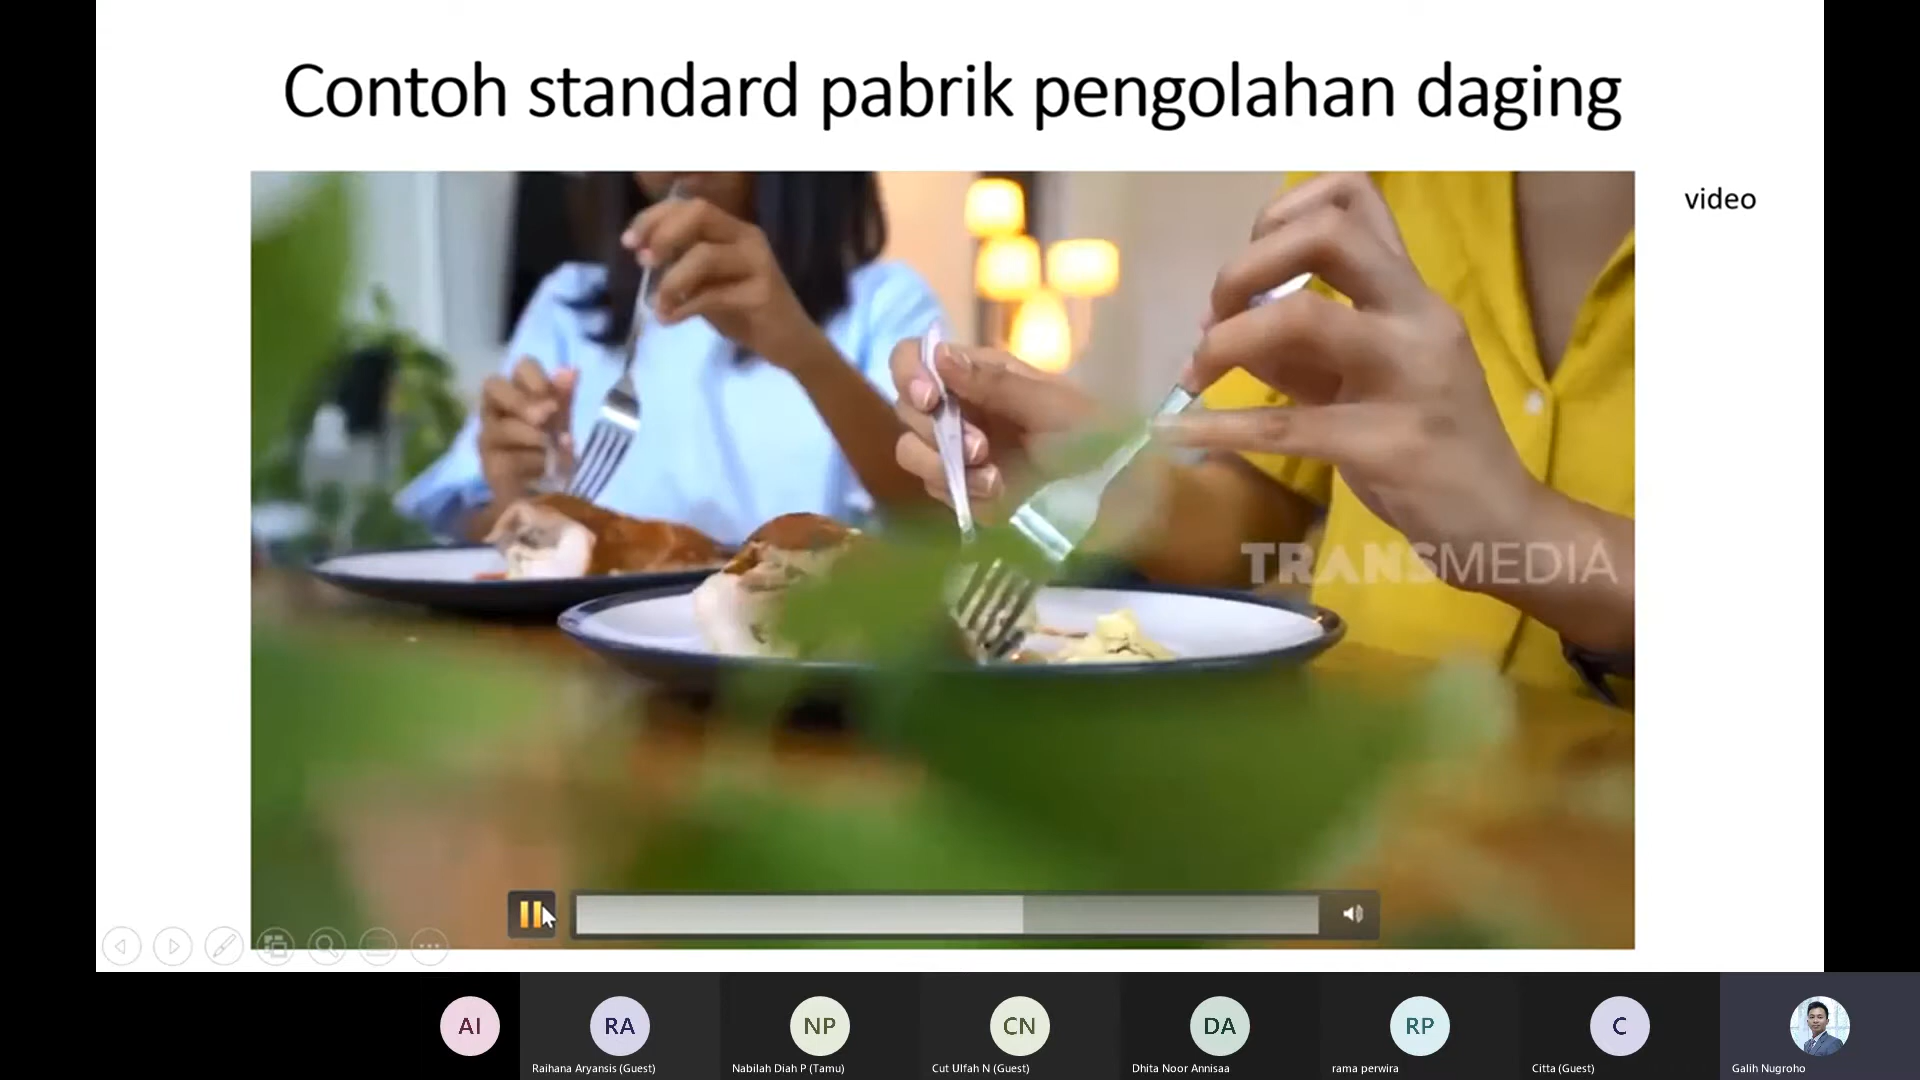 Contoh standard pabrik pengolahan daging
video
TRANSMEDIA
AI
RA
NP
CN
DA
RP
C
Raihana Aryansis (Guest)
Nabilah Diah P (Tamu)
Cut Ulfah N (Guest)
Dhita Noor Annisaa
rama perwira
Citta (Guest)
Galih Nugroho